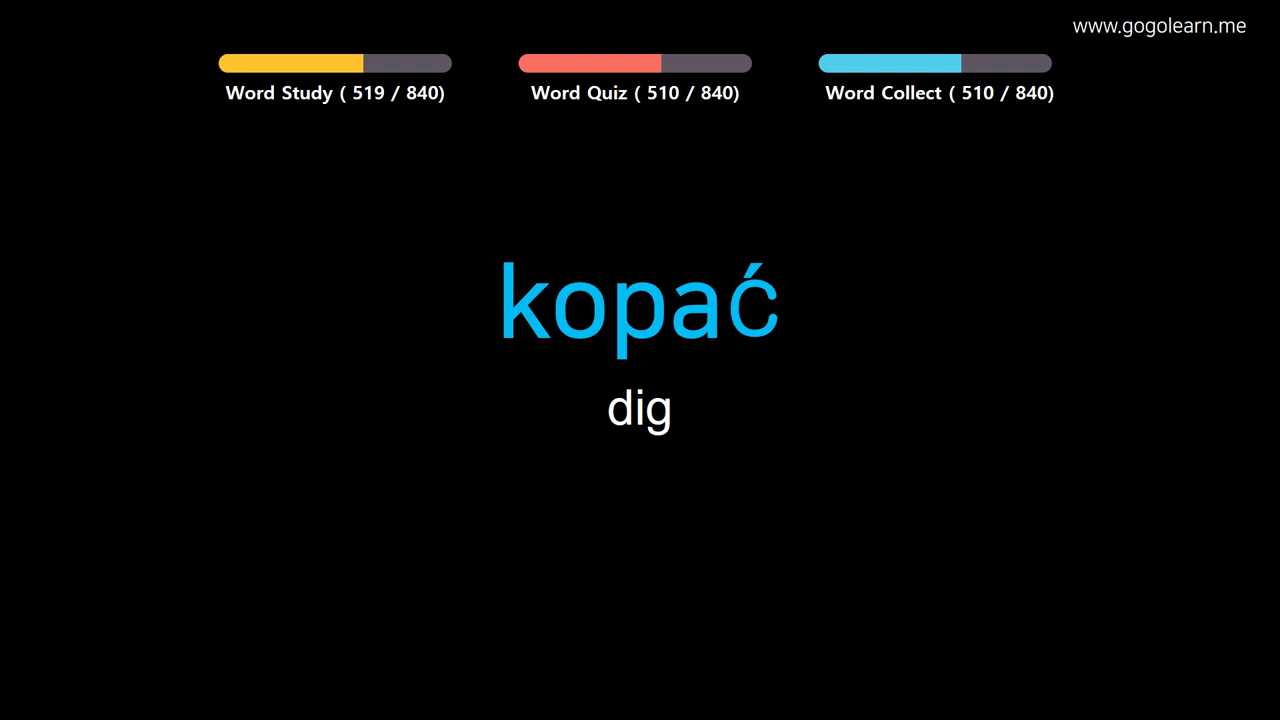 www.gogolearn.me
Word Study ( 519 / 840)
Word Quiz ( 510 / 840)
Word Collect ( 510 / 840)
kopać
dig